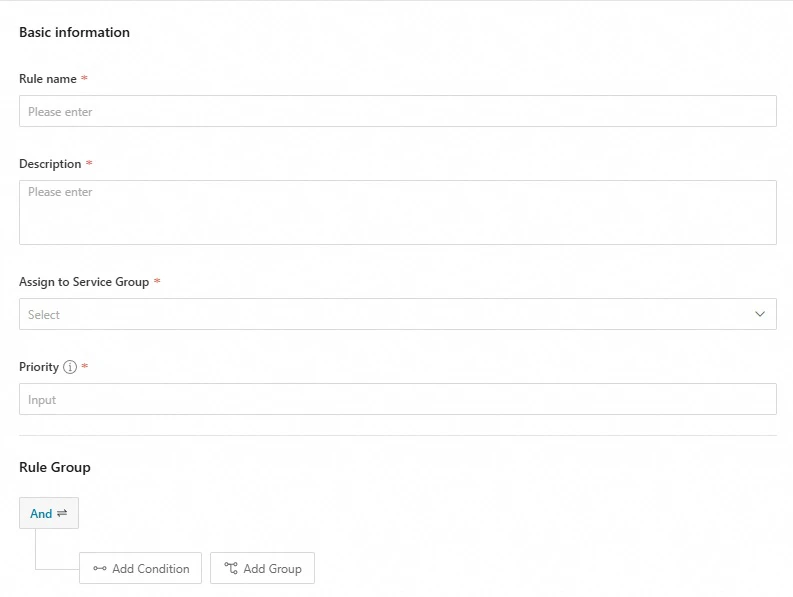 Basic information
Rule name *
Please enter
Description *
Please enter
Assign to Service Group *
Select
Priority *
Input
Rule Group
And
Add Condition Add Group